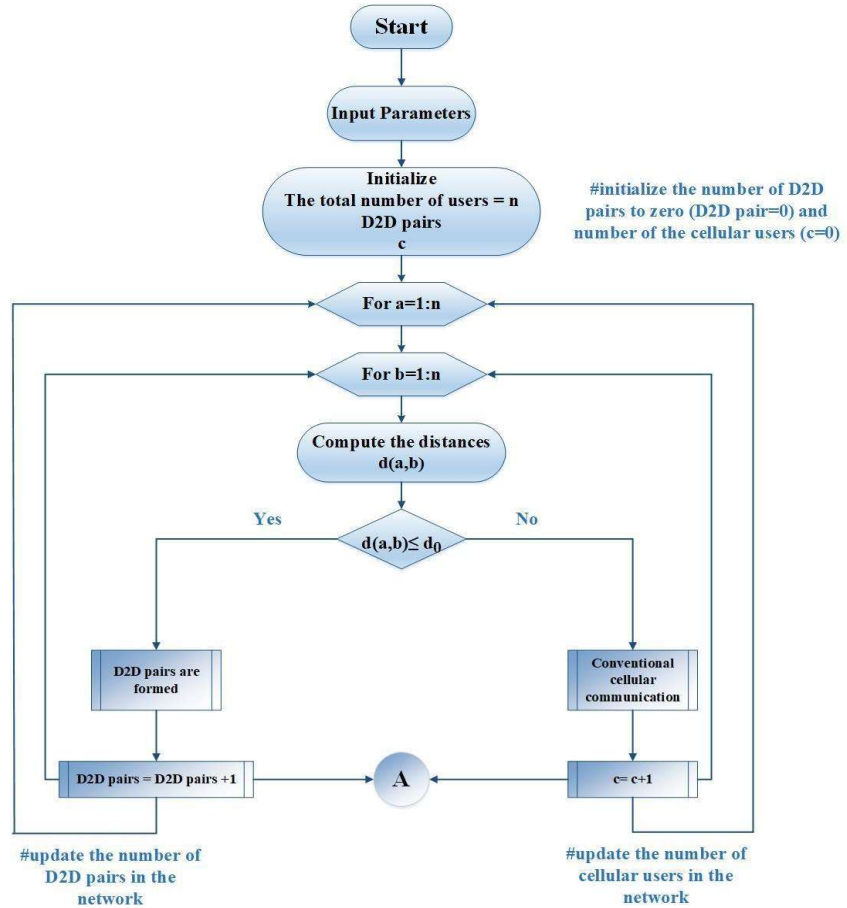 Start
Input Parameters
Initialize
The total number of users = n
D2D pairs
c
#initialize the number of D2D
pairs to zero (D2D pair=0) and
number of the cellular users (c=0)
For a=1:n
For b=1:n
Compute the distances
d(a,b)
Yes
No
d(a,b)≤ d₀
D2D pairs are
formed
Conventional
cellular
communication
D2D pairs = D2D pairs +1
A
c= c+1
#update the number of
D2D pairs in the
network
#update the number of
cellular users in the
network